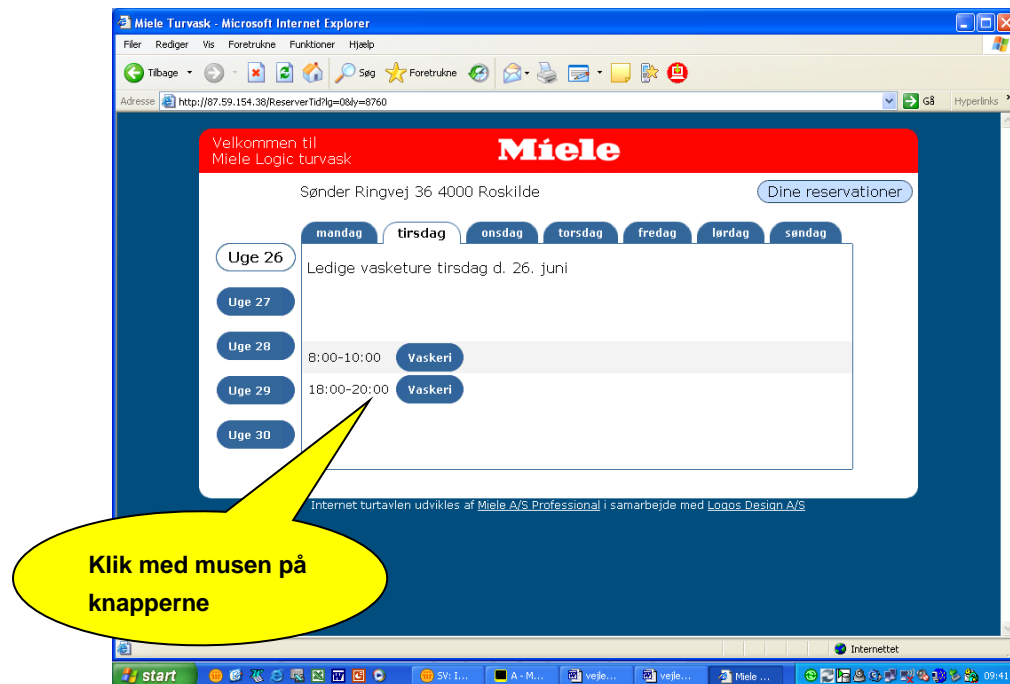 Miele Turvask - Microsoft Internet Explorer
Filer Rediger Vis Foretrukne Funktioner Hjælp
Tilbage Søg Foretrukne
Adresse http://87.59.154.38/ReserverTid?lg=0&ly=8760 Gå Hyperlinks
Velkommen til
Miele Logic turvask
Miele
Sønder Ringvej 36 4000 Roskilde
Dine reservationer
mandag tirsdag onsdag torsdag fredag lørdag søndag
Uge 26
Ledige vasketure tirsdag d. 26. juni
Uge 27
Uge 28
8:00-10:00 Vaskeri
Uge 29
18:00-20:00 Vaskeri
Uge 30
Internet turtavlen udvikles af Miele A/S Professional i samarbejde med Logos Design A/S
Klik med musen på
knapperne
Internettet
start SV: I... A - M... vejle... vejle... Miele ... 09:41